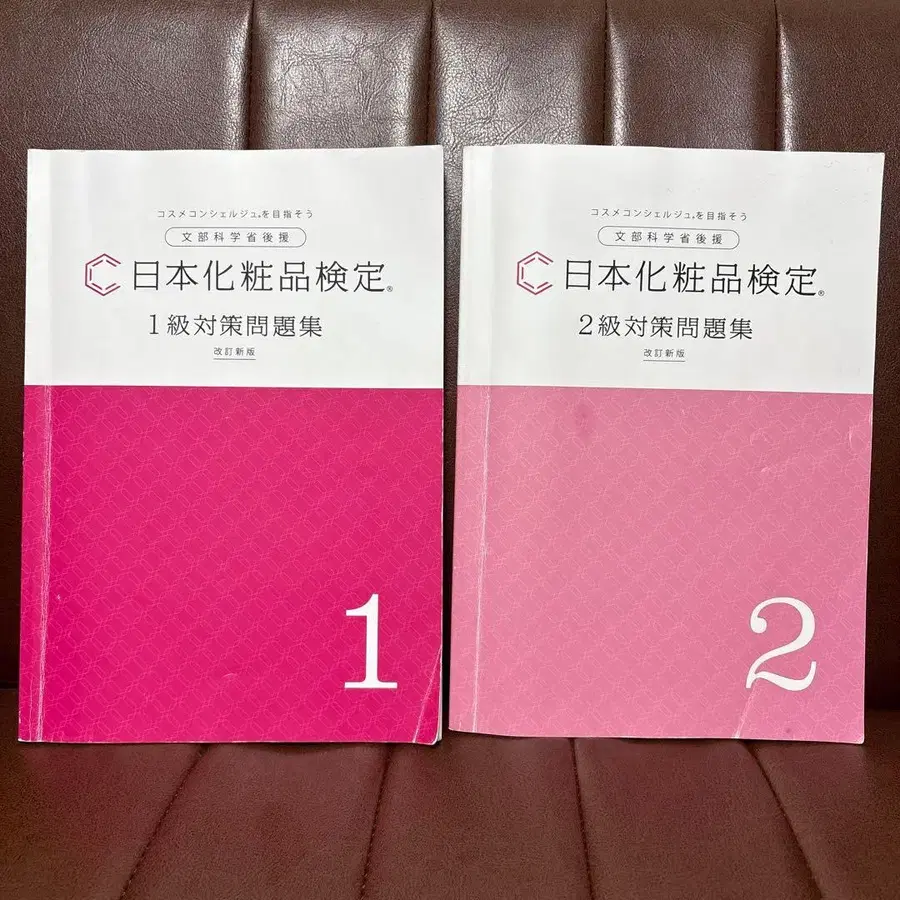 コスメコンシェルジュ®を目指そう
文部科学省後援
日本化粧品検定®
1級対策問題集
改訂新版
1
コスメコンシェルジュ®を目指そう
文部科学省後援
日本化粧品検定®
2級対策問題集
改訂新版
2